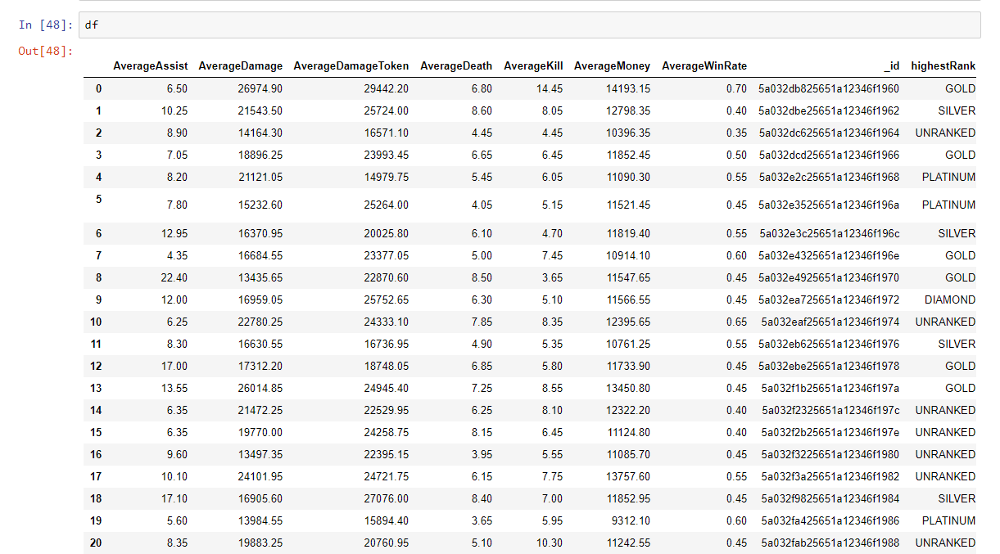 In [48]: df
Out[48]:
AverageAssist AverageDamage AverageDamageToken AverageDeath AverageKill AverageMoney AverageWinRate _id highestRank
0 6.50 26974.90 29442.20 6.80 14.45 14193.15 0.70 5a032db825651a12346f1960 GOLD
1 10.25 21543.50 25724.00 8.60 8.05 12798.35 0.40 5a032dbe25651a12346f1962 SILVER
2 8.90 14164.30 16571.10 4.45 4.45 10396.35 0.35 5a032dc625651a12346f1964 UNRANKED
3 7.05 18896.25 23993.45 6.65 6.45 11852.45 0.50 5a032dcd25651a12346f1966 GOLD
4 8.20 21121.05 14979.75 5.45 6.05 11090.30 0.55 5a032e2c25651a12346f1968 PLATINUM
5 7.80 15232.60 25264.00 4.05 5.15 11521.45 0.45 5a032e3525651a12346f196a PLATINUM
6 12.95 16370.95 20025.80 6.10 4.70 11819.40 0.55 5a032e3c25651a12346f196c SILVER
7 4.35 16684.55 23377.05 5.00 7.45 10914.10 0.60 5a032e4325651a12346f196e GOLD
8 22.40 13435.65 22870.60 8.50 3.65 11547.65 0.45 5a032e4925651a12346f1970 GOLD
9 12.00 16959.05 25752.65 6.30 5.10 11566.55 0.45 5a032ea725651a12346f1972 DIAMOND
10 6.25 22780.25 24333.10 7.85 8.35 12395.65 0.65 5a032eaf25651a12346f1974 UNRANKED
11 8.30 16630.55 16736.95 4.90 5.35 10761.25 0.55 5a032eb625651a12346f1976 SILVER
12 17.00 17312.20 18748.05 6.85 5.80 11733.90 0.45 5a032ebe25651a12346f1978 GOLD
13 13.55 26014.85 24945.40 7.25 8.55 13450.80 0.45 5a032f1b25651a12346f197a GOLD
14 6.35 21472.25 22529.95 6.25 8.10 12322.20 0.40 5a032f2325651a12346f197c UNRANKED
15 6.35 19770.00 24258.75 8.15 6.45 11124.80 0.40 5a032f2b25651a12346f197e UNRANKED
16 9.60 13497.35 22395.15 3.95 5.55 11085.70 0.45 5a032f3225651a12346f1980 UNRANKED
17 10.10 24101.95 24721.75 6.15 7.75 13757.60 0.55 5a032f3a25651a12346f1982 UNRANKED
18 17.10 16905.60 27076.00 8.40 7.00 11852.95 0.45 5a032f9825651a12346f1984 SILVER
19 5.60 13984.55 15894.40 3.65 5.95 9312.10 0.60 5a032fa425651a12346f1986 PLATINUM
20 8.35 19883.25 20760.95 5.10 10.30 11242.55 0.45 5a032fab25651a12346f1988 UNRANKED